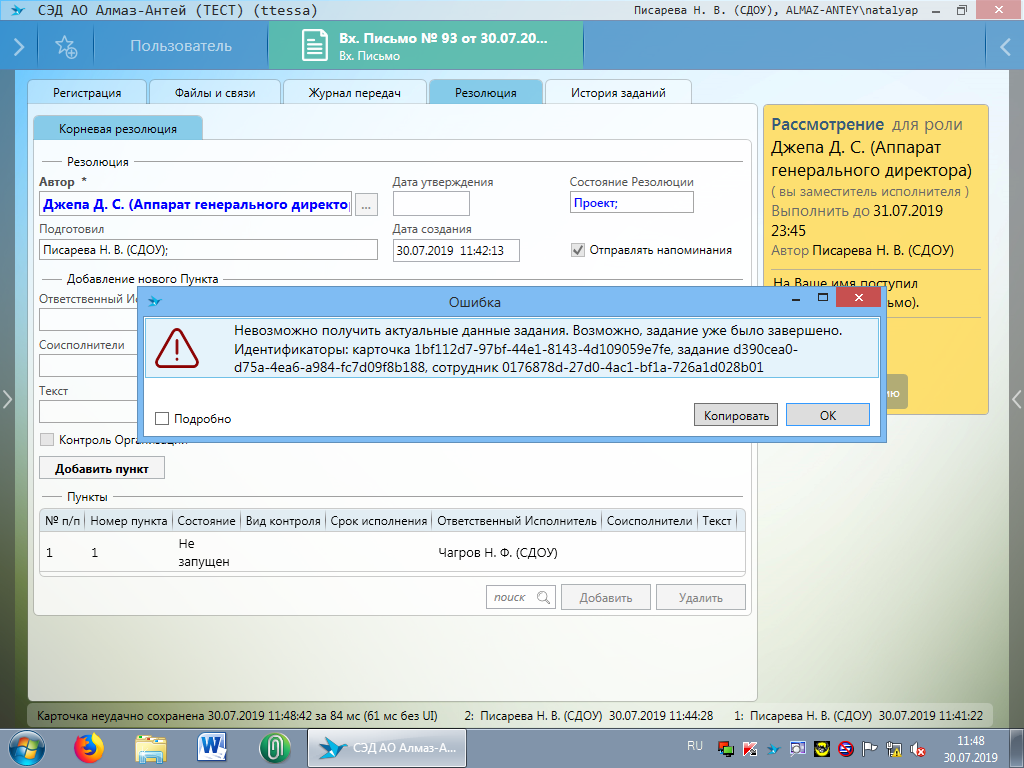 СЭД АО Алмаз-Антей (ТЕСТ) (ttessa)
Писарева Н. В. (СДОУ), ALMAZ-ANTEY\natalyap
Пользователь
Вх. Письмо № 93 от 30.07.20...
Вх. Письмо
Регистрация
Файлы и связи
Журнал передач
Резолюция
История заданий
Корневая резолюция
Резолюция
Автор *
Дата утверждения
Состояние Резолюции
Джепа Д. С. (Аппарат генерального директо
...
Проект;
Подготовил
Дата создания
Писарева Н. В. (СДОУ);
30.07.2019 11:42:13
Отправлять напоминания
Добавление нового Пункта
Ответственный Ис
Соисполнители
Текст
Контроль Организации
Добавить пункт
Рассмотрение для роли
Джепа Д. С. (Аппарат
генерального директора)
( вы заместитель исполнителя )
Выполнить до 31.07.2019
23:45
Автор Писарева Н. В. (СДОУ)
На Ваше имя поступил
ьмо).
ию
Ошибка
Невозможно получить актуальные данные задания. Возможно, задание уже было завершено.
Идентификаторы: карточка 1bf112d7-97bf-44e1-8143-4d109059e7fe, задание d390cea0-
d75a-4ea6-a984-fc7d09f8b188, сотрудник 0176878d-27d0-4ac1-bf1a-726a1d028b01
Подробно
Копировать
ОК
Пункты
№ п/п Номер пункта Состояние Вид контроля Срок исполнения Ответственный Исполнитель Соисполнители Текст
1 1 Не запущен Чагров Н. Ф. (СДОУ)
поиск
Добавить
Удалить
Карточка неудачно сохранена 30.07.2019 11:48:42 за 84 мс (61 мс без UI)
2: Писарева Н. В. (СДОУ) 30.07.2019 11:44:28
1: Писарева Н. В. (СДОУ) 30.07.2019 11:41:22
СЭД АО Алмаз-А...
RU
11:48
30.07.2019